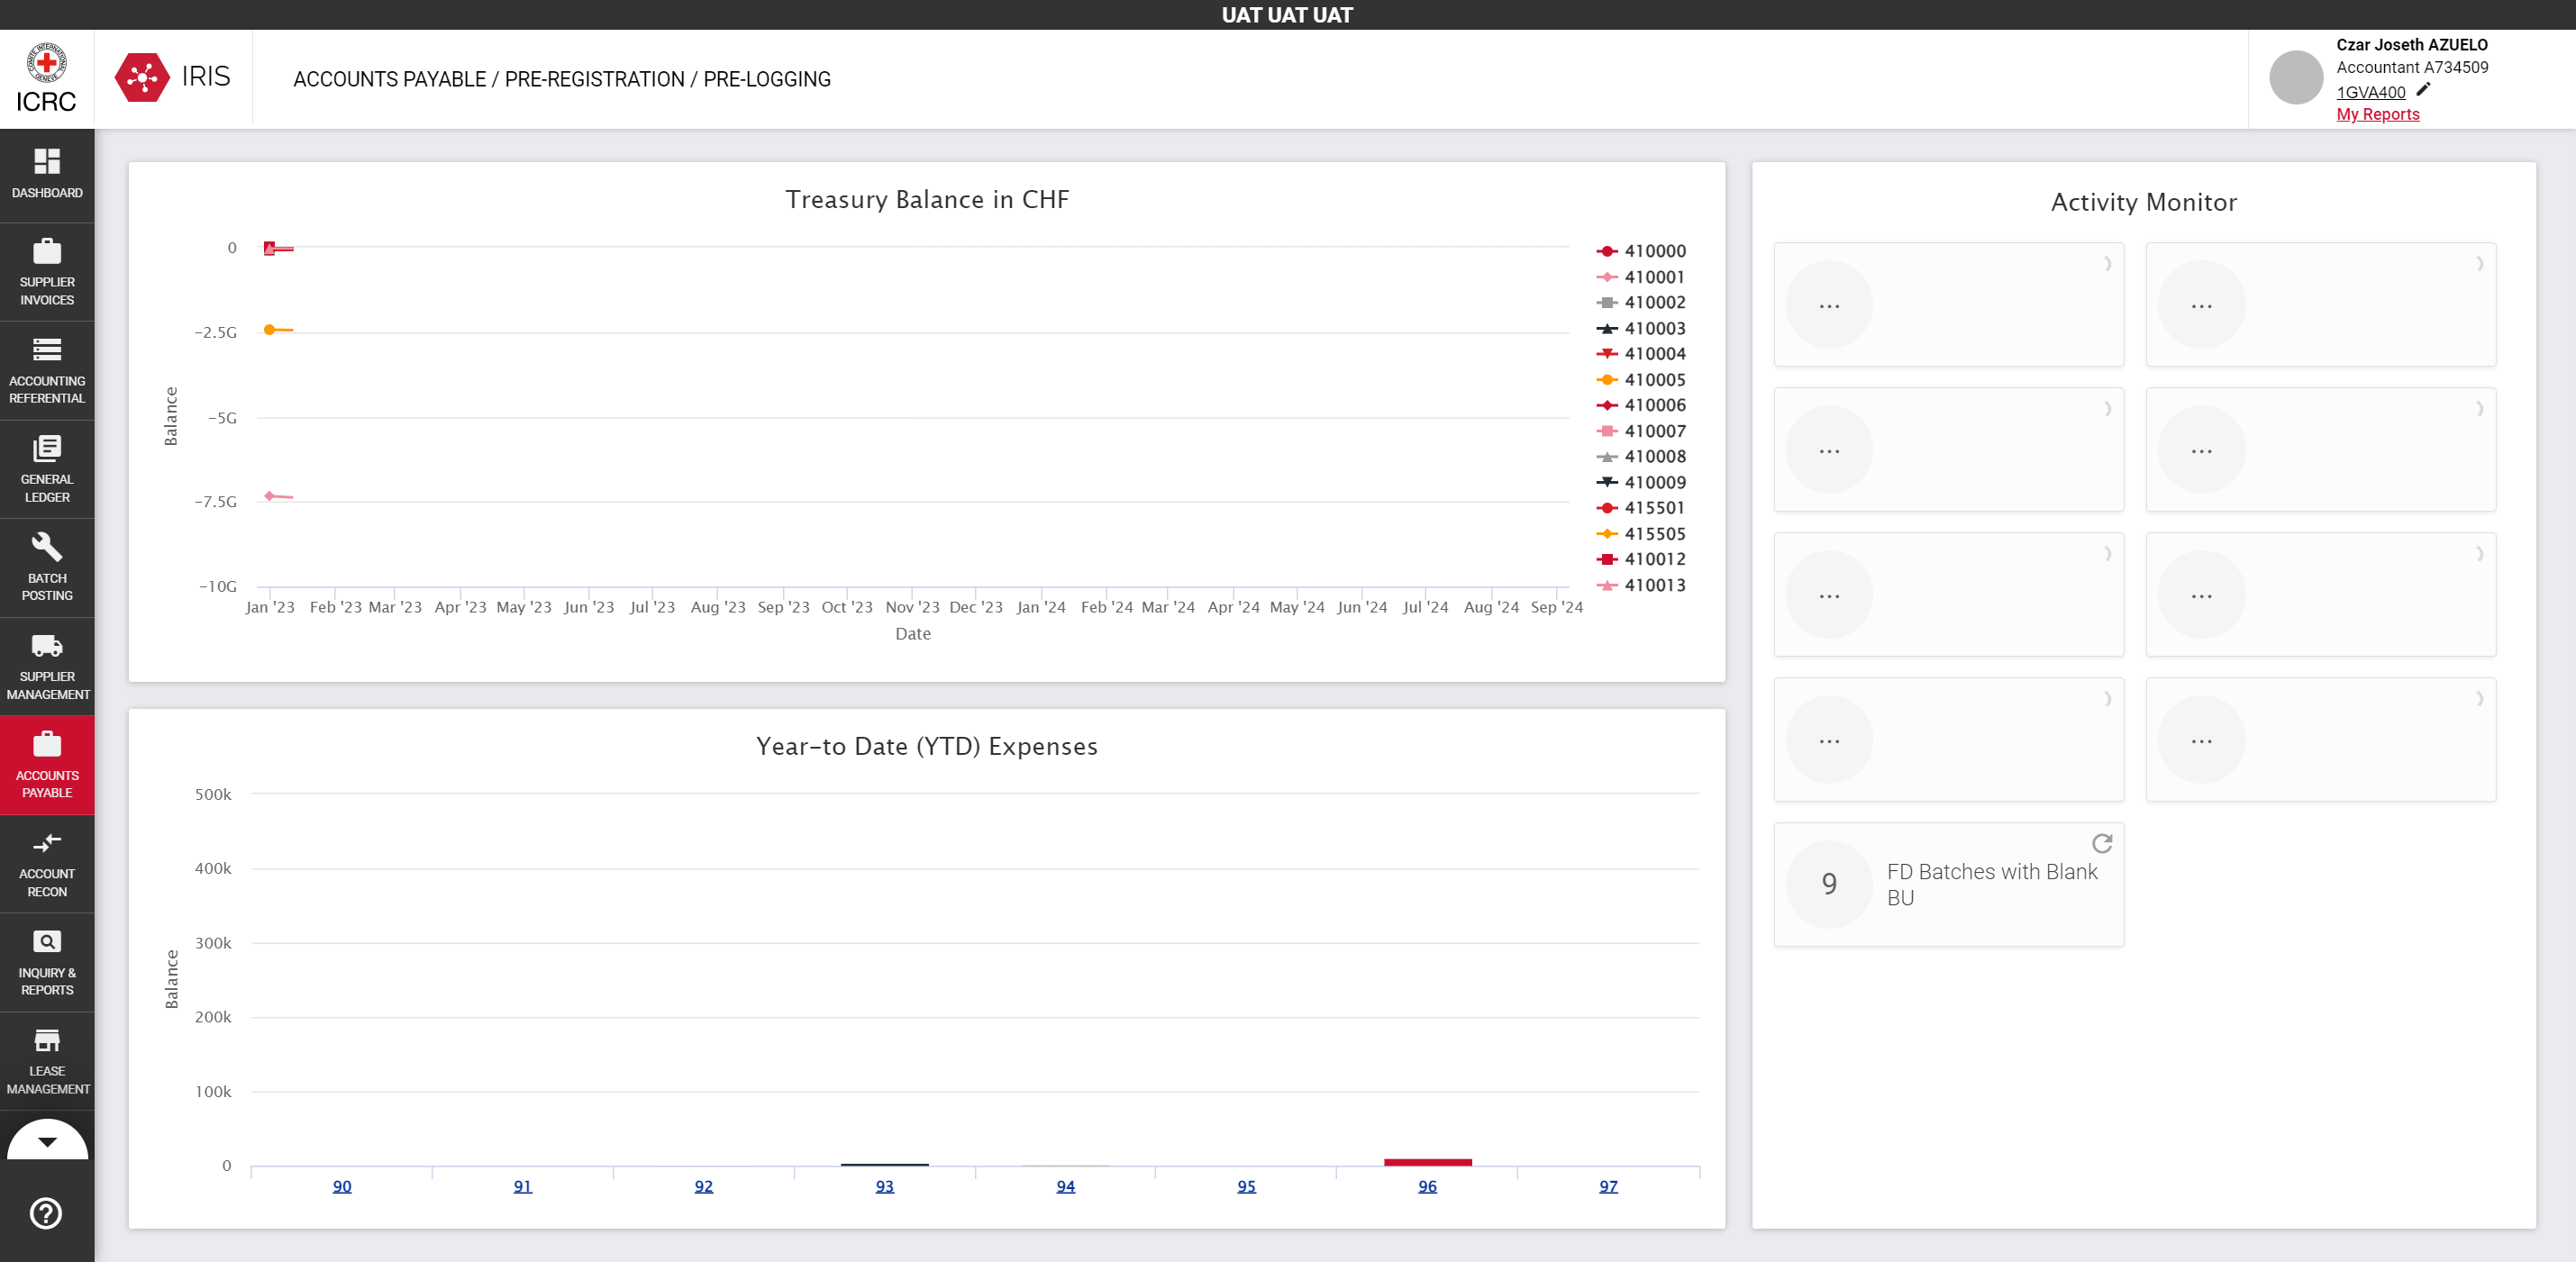 UAT UAT UAT
ICRC
IRIS
ACCOUNTS PAYABLE / PRE-REGISTRATION / PRE-LOGGING
Czar Joseth AZUELO
Accountant A734509
1GVA400
My Reports
DASHBOARD
SUPPLIER
INVOICES
ACCOUNTING
REFERENTIAL
GENERAL
LEDGER
BATCH
POSTING
SUPPLIER
MANAGEMENT
ACCOUNTS
PAYABLE
ACCOUNT
RECON
INQUIRY &
REPORTS
LEASE
MANAGEMENT
Treasury Balance in CHF
0
-2.5G
-5G
-7.5G
-10G
Balance
Jan '23 Feb '23 Mar '23 Apr '23 May '23 Jun '23 Jul '23 Aug '23 Sep '23 Oct '23 Nov '23 Dec '23 Jan '24 Feb '24 Mar '24 Apr '24 May '24 Jun '24 Jul '24 Aug '24 Sep '24
Date
410000
410001
410002
410003
410004
410005
410006
410007
410008
410009
415501
415505
410012
410013
Year-to Date (YTD) Expenses
500k
400k
300k
200k
100k
0
Balance
90 91 92 93 94 95 96 97
Activity Monitor
... ...
... ...
... ...
... ...
9
FD Batches with Blank
BU